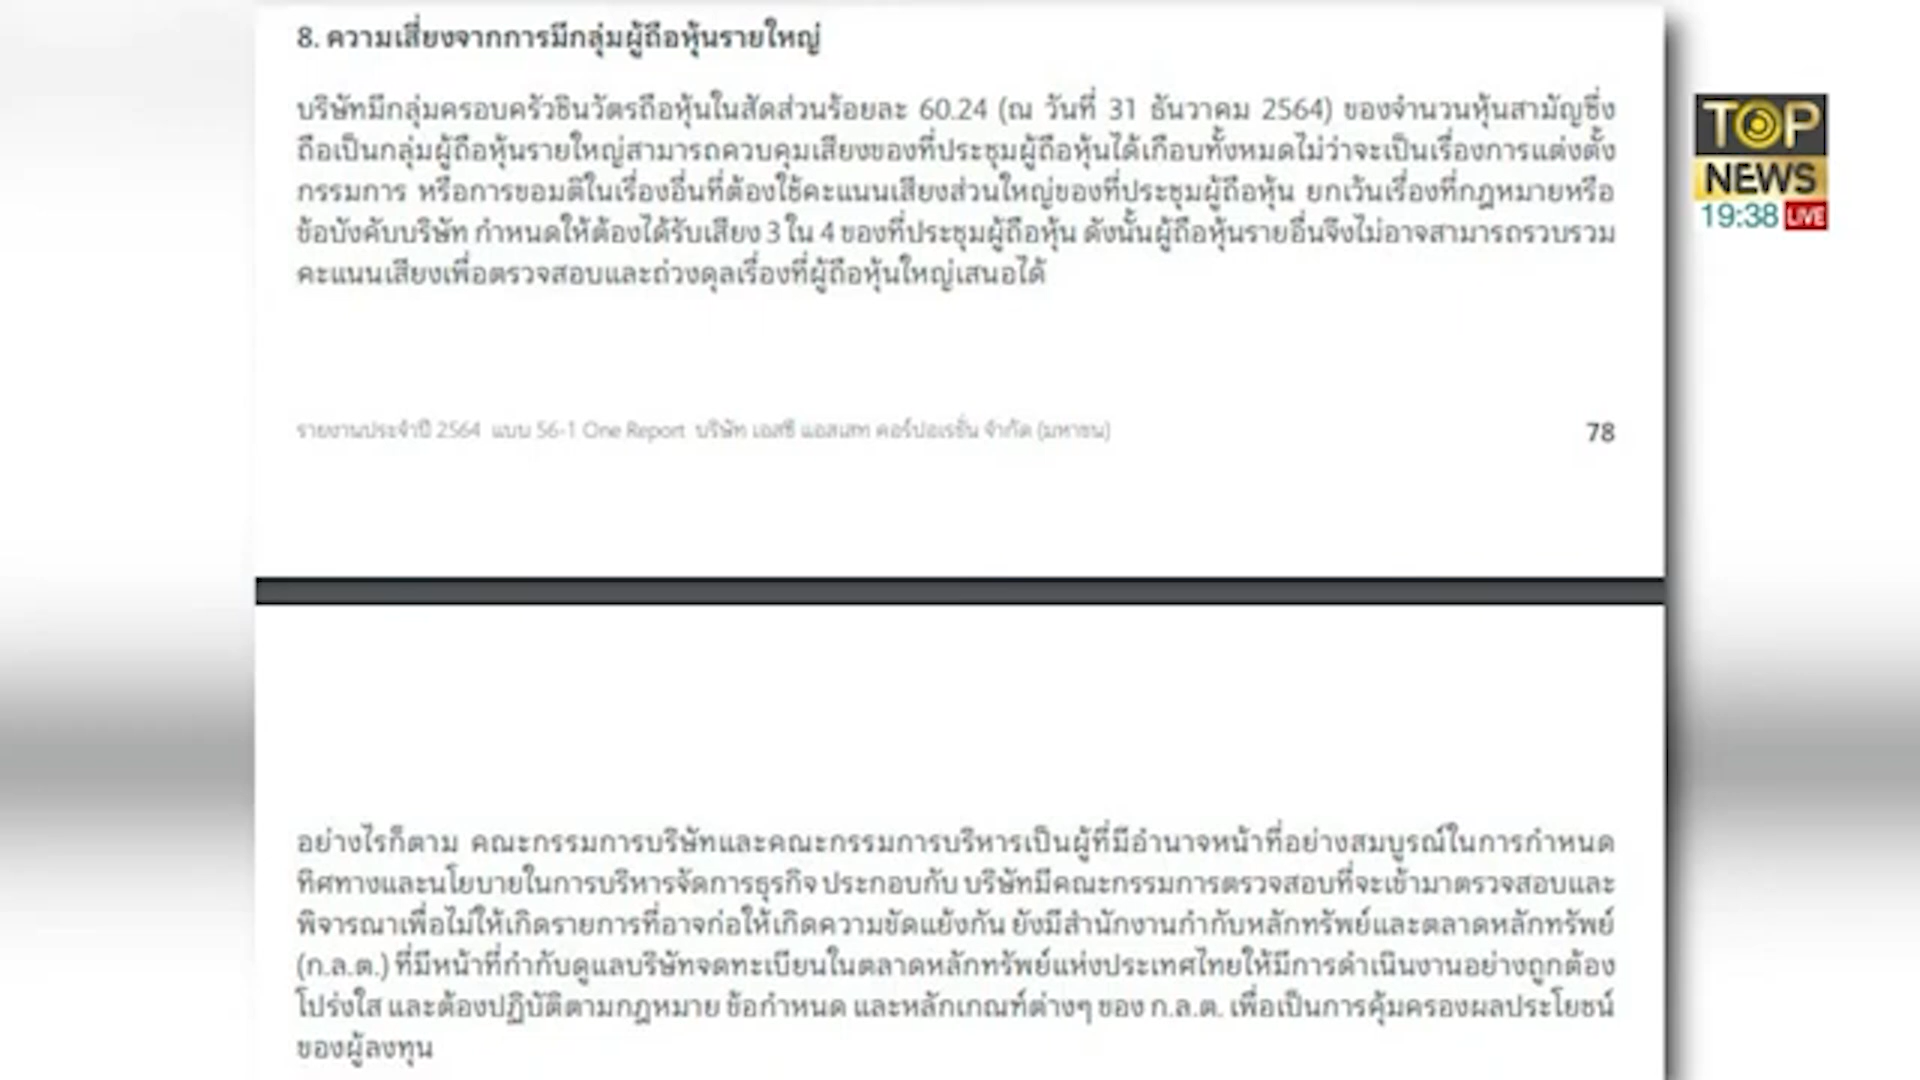 8. ความเสี่ยงจากการมีกลุ่มผู้ถือหุ้นรายใหญ่
บริษัทมีกลุ่มครอบครัวชินวัตรถือหุ้นในสัดส่วนร้อยละ 60.24 (ณ วันที่ 31 ธันวาคม 2564) ของจำนวนหุ้นสามัญซึ่ง
ถือเป็นกลุ่มผู้ถือหุ้นรายใหญ่สามารถควบคุมเสียงของที่ประชุมผู้ถือหุ้นได้เกือบทั้งหมดไม่ว่าจะเป็นเรื่องการแต่งตั้ง
กรรมการ หรือการขอมติในเรื่องอื่นที่ต้องใช้คะแนนเสียงส่วนใหญ่ของที่ประชุมผู้ถือหุ้น ยกเว้นเรื่องที่กฎหมายหรือ
ข้อบังคับบริษัท กำหนดให้ต้องได้รับเสียง 3 ใน 4 ของที่ประชุมผู้ถือหุ้น ดังนั้นผู้ถือหุ้นรายอื่นจึงไม่อาจสามารถรวบรวม
คะแนนเสียงเพื่อตรวจสอบและถ่วงดุลเรื่องที่ผู้ถือหุ้นใหญ่เสนอได้
รายงานประจำปี 2564 แบบ 56-1 One Report บริษัท เอสซี แอสเสท คอร์ปอเรชั่น จำกัด (มหาชน)
78
อย่างไรก็ตาม คณะกรรมการบริษัทและคณะกรรมการบริหารเป็นผู้ที่มีอำนาจหน้าที่อย่างสมบูรณ์ในการกำหนด
ทิศทางและนโยบายในการบริหารจัดการธุรกิจ ประกอบกับ บริษัทมีคณะกรรมการตรวจสอบที่จะเข้ามาตรวจสอบและ
พิจารณาเพื่อไม่ให้เกิดรายการที่อาจก่อให้เกิดความขัดแย้งกัน ยังมีสำนักงานกำกับหลักทรัพย์และตลาดหลักทรัพย์
(ก.ล.ต.) ที่มีหน้าที่กำกับดูแลบริษัทจดทะเบียนในตลาดหลักทรัพย์แห่งประเทศไทยให้มีการดำเนินงานอย่างถูกต้อง
โปร่งใส และต้องปฏิบัติตามกฎหมาย ข้อกำหนด และหลักเกณฑ์ต่างๆ ของ ก.ล.ต. เพื่อเป็นการคุ้มครองผลประโยชน์
ของผู้ลงทุน
TOP
NEWS
19:38 LIVE